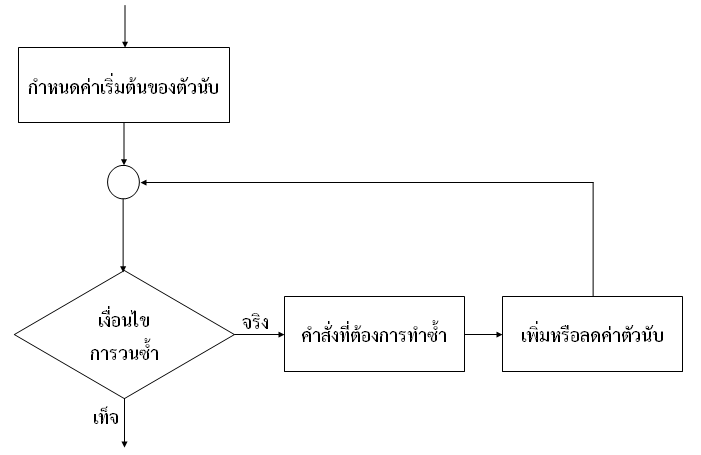 กำหนดค่าเริ่มต้นของตัวนับ
เงื่อนไข
การวนซ้ำ
จริง
คำสั่งที่ต้องการทำซ้ำ
เพิ่มหรือลดค่าตัวนับ
เท็จ